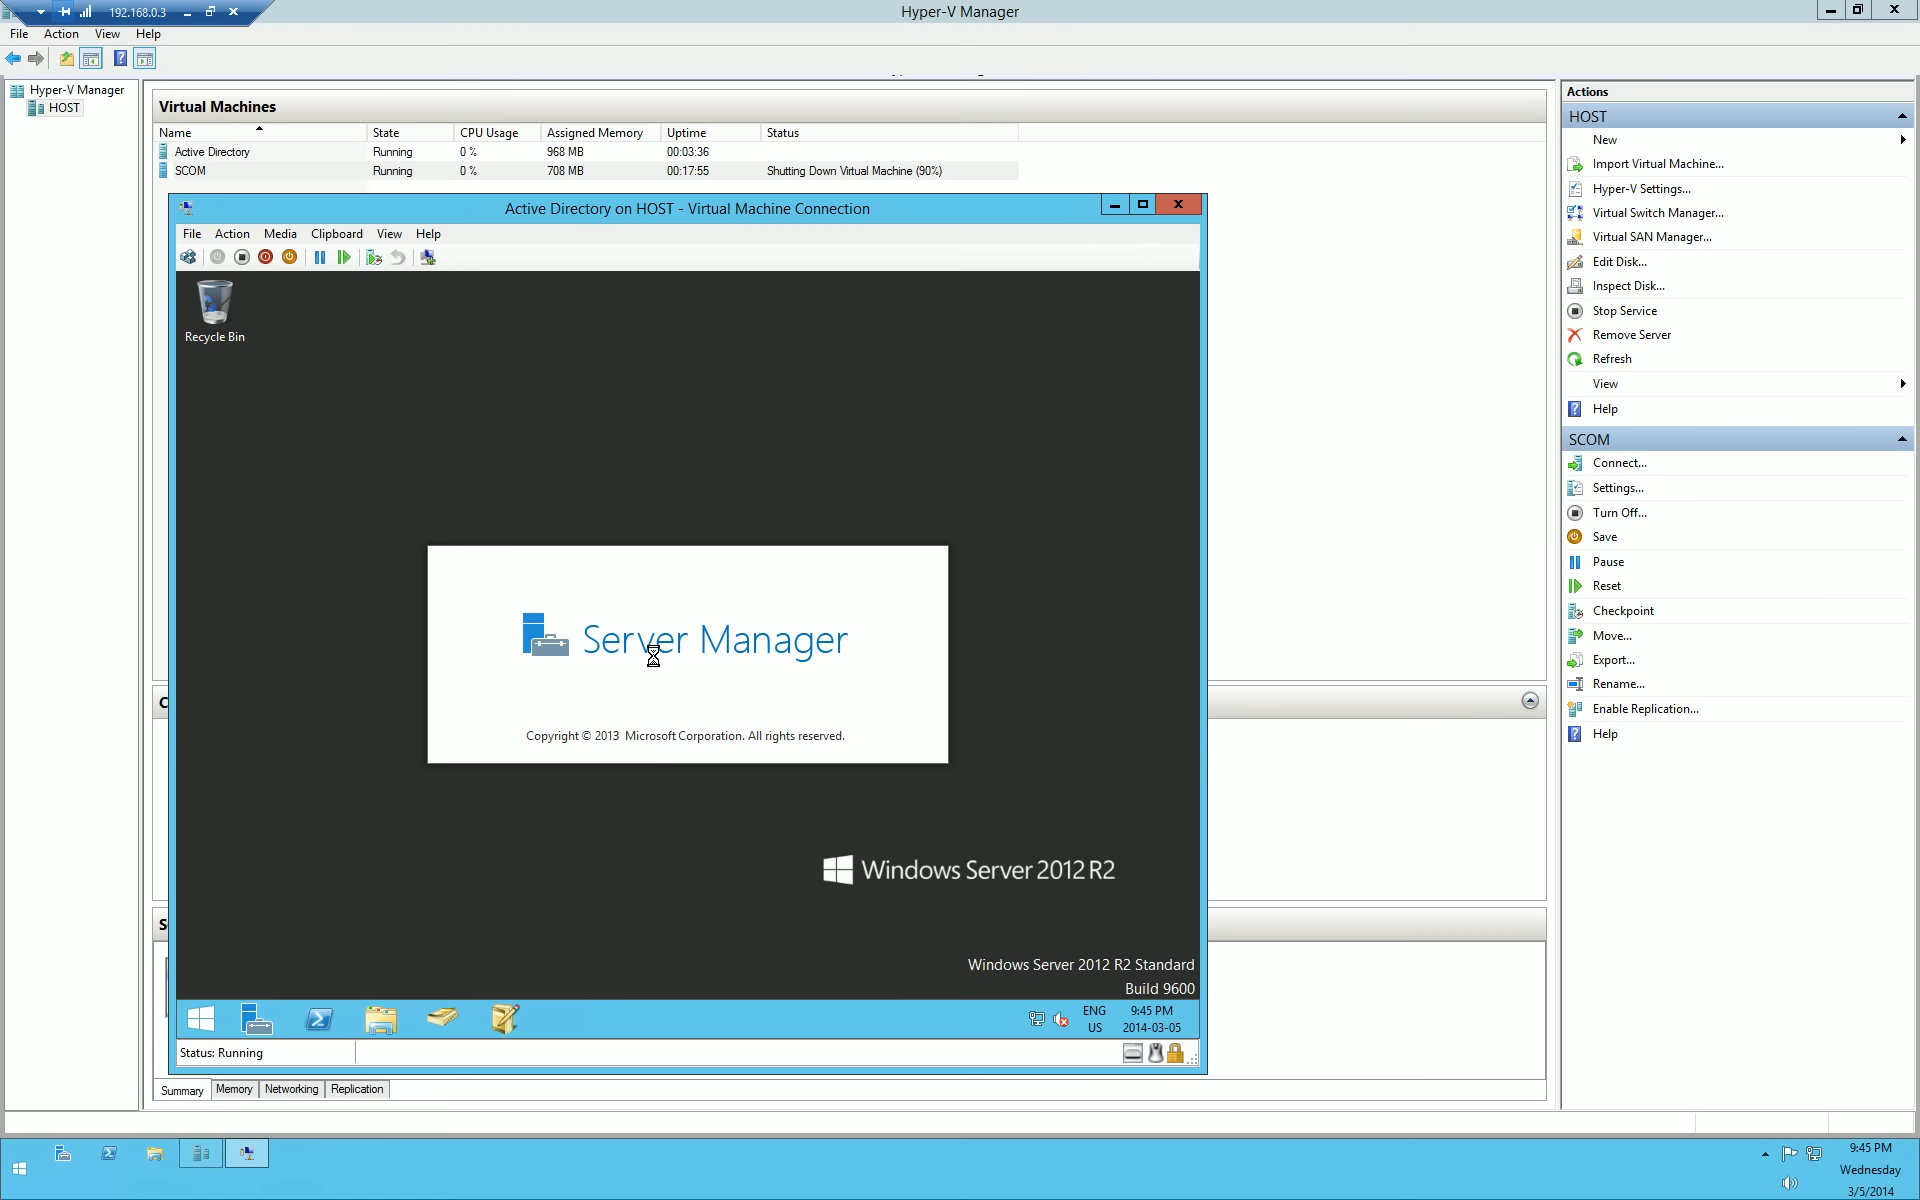 192.168.0.3
Hyper-V Manager
File Action View Help
Hyper-V Manager
HOST
Virtual Machines
Name State CPU Usage Assigned Memory Uptime Status
Active Directory Running 0 % 968 MB 00:03:36
SCOM Running 0 % 708 MB 00:17:55 Shutting Down Virtual Machine (90%)
Active Directory on HOST - Virtual Machine Connection
File Action Media Clipboard View Help
Recycle Bin
Server Manager
Copyright © 2013 Microsoft Corporation. All rights reserved.
Windows Server 2012 R2
Windows Server 2012 R2 Standard
Build 9600
ENG
US
9:45 PM
2014-03-05
Status: Running
C
S
Summary Memory Networking Replication
Actions
HOST
New
Import Virtual Machine...
Hyper-V Settings...
Virtual Switch Manager...
Virtual SAN Manager...
Edit Disk...
Inspect Disk...
Stop Service
Remove Server
Refresh
View
Help
SCOM
Connect...
Settings...
Turn Off...
Save
Pause
Reset
Checkpoint
Move...
Export...
Rename...
Enable Replication...
Help
9:45 PM
Wednesday
3/5/2014